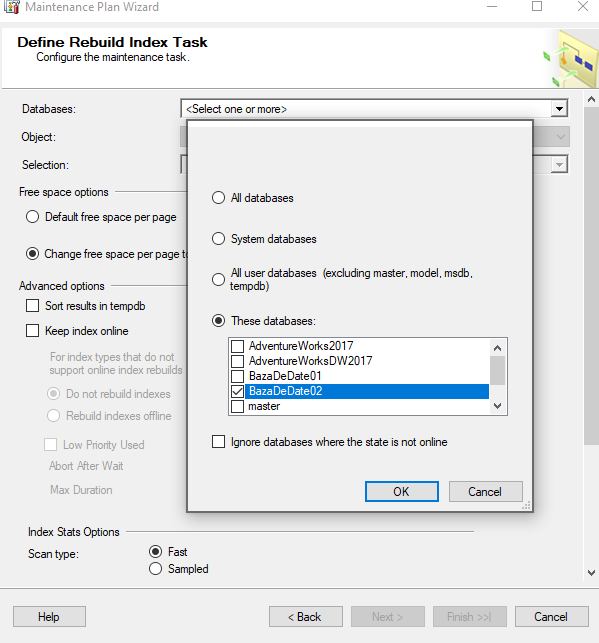 Maintenance Plan Wizard
Define Rebuild Index Task
Configure the maintenance task.
Databases:
<Select one or more>
Object:
Selection:
Free space options
Default free space per page
Change free space per page to
Advanced options
Sort results in tempdb
Keep index online
For index types that do not
support online index rebuilds
Do not rebuild indexes
Rebuild indexes offline
Low Priority Used
Abort After Wait
Max Duration
Index Stats Options
Scan type:
Fast
Sampled
All databases
System databases
All user databases (excluding master, model, msdb,
tempdb)
These databases:
AdventureWorks2017
AdventureWorksDW2017
BazaDeDate01
BazaDeDate02
master
Ignore databases where the state is not online
OK
Cancel
Help
< Back
Next >
Finish >>|
Cancel